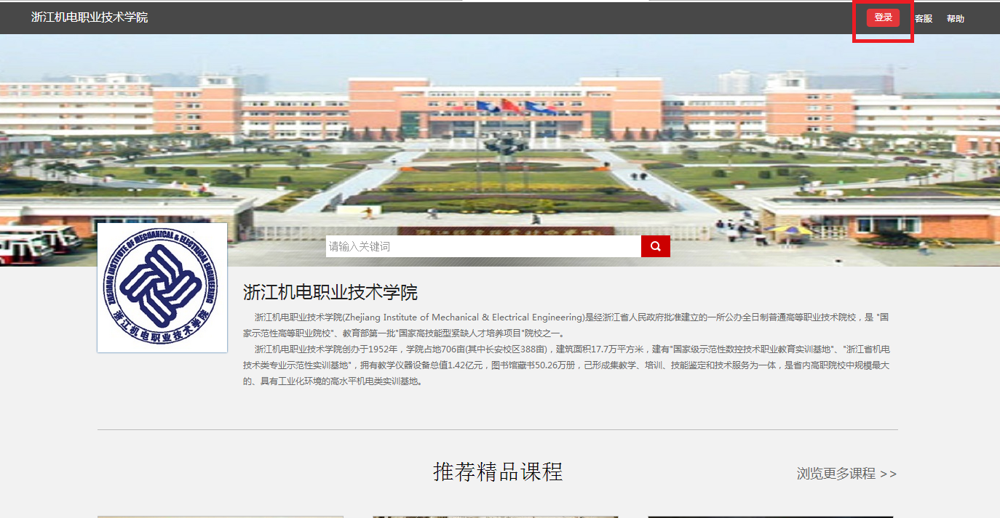 浙江机电职业技术学院
登录 客服 帮助
请输入关键词
ZHEJIANG INSTITUTE OF MECHANICAL & ELECTRICAL ENGINEERING
浙江机电职业技术学院
浙江机电职业技术学院
浙江机电职业技术学院(Zhejiang Institute of Mechanical & Electrical Engineering)是经浙江省人民政府批准建立的一所公办全日制普通高等职业技术院校，是 "国
家示范性高等职业院校"、教育部第一批"国家高技能型紧缺人才培养项目"院校之一。
浙江机电职业技术学院创办于1952年，学院占地706亩(其中长安校区388亩)，建筑面积17.7万平方米，建有"国家级示范性数控技术职业教育实训基地"、"浙江省机电
技术类专业示范性实训基地"，拥有教学仪器设备总值1.42亿元，图书馆藏书50.26万册，己形成集教学、培训、技能鉴定和技术服务为一体，是省内高职院校中规模最大
的、具有工业化环境的高水平机电类实训基地。
推荐精品课程
浏览更多课程 >>